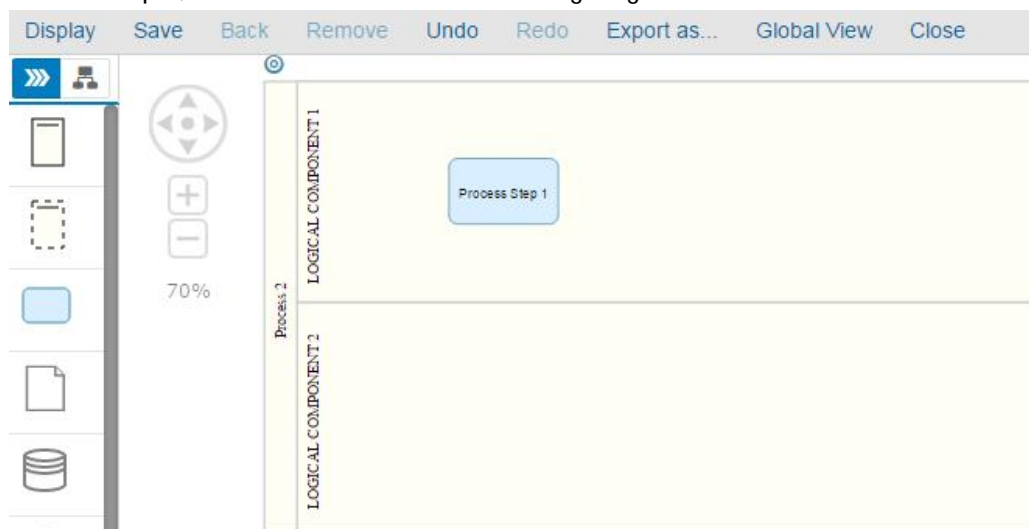 Display Save Back Remove Undo Redo Export as... Global View Close
70%
Process 2
LOGICAL COMPONENT 1
Process Step 1
LOGICAL COMPONENT 2